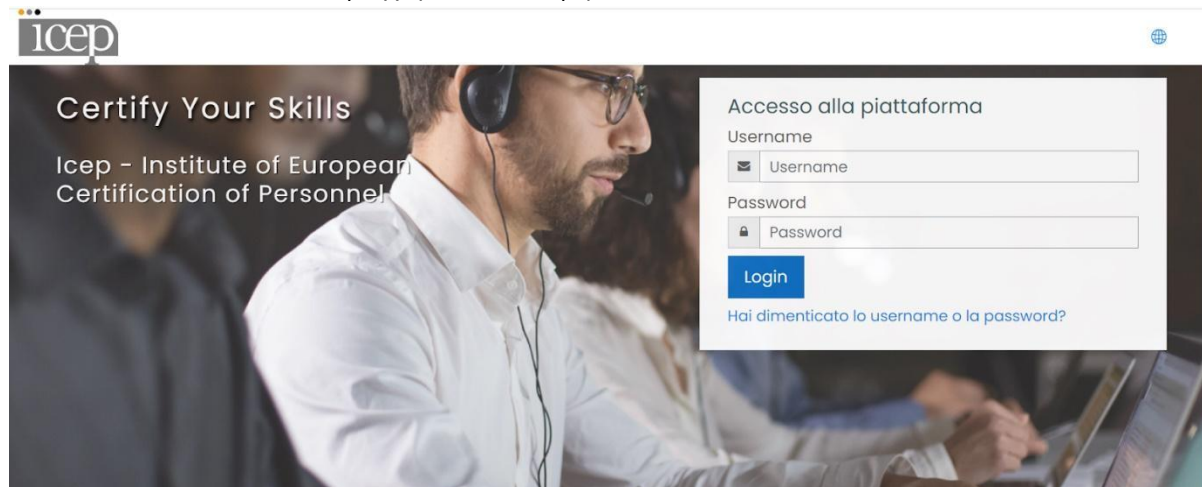 icep
Certify Your Skills
Icep - Institute of European
Certification of Personnel
Accesso alla piattaforma
Username
Username
Password
Password
Login
Hai dimenticato lo username o la password?